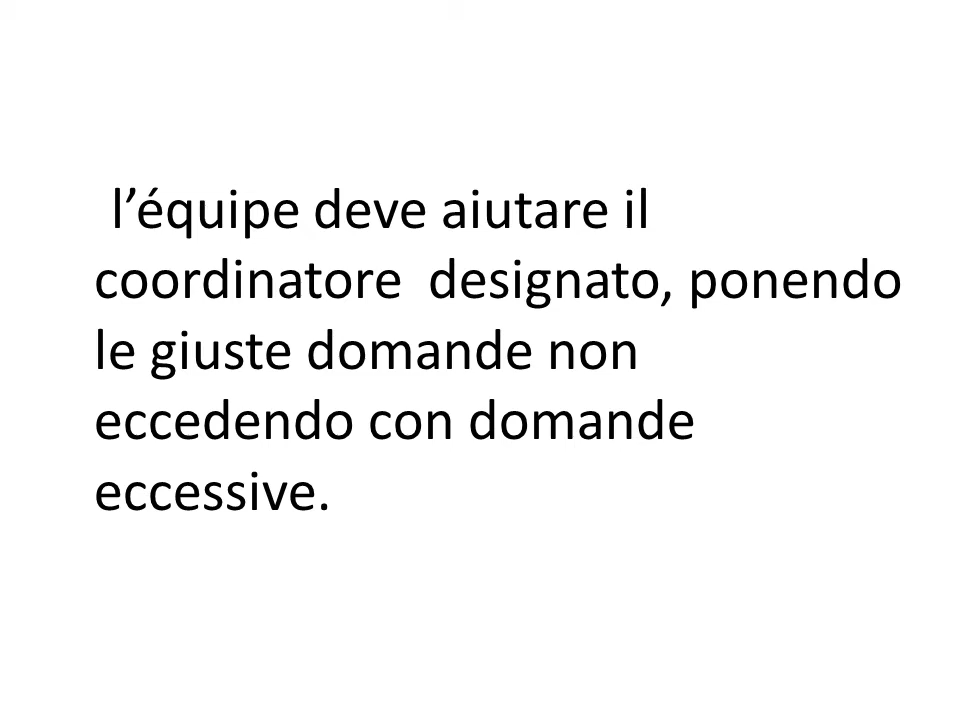 l’équipe deve aiutare il
coordinatore  designato, ponendo
le giuste domande non
eccedendo con domande
eccessive.